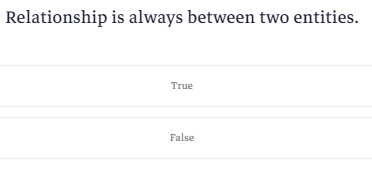 Relationship is always between two entities.
True
False